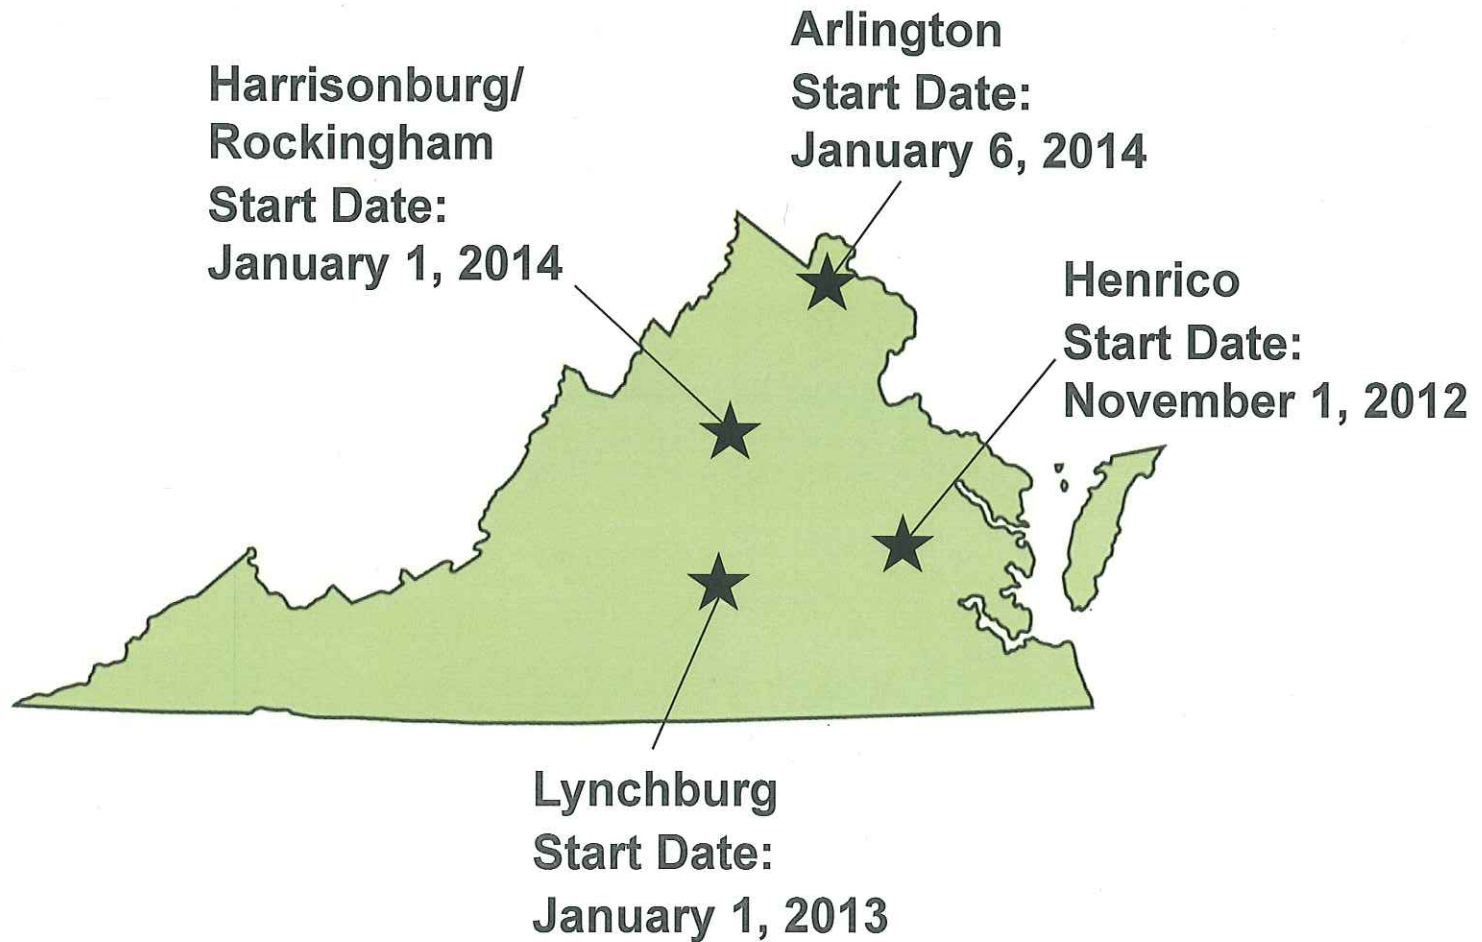 Arlington
Start Date:
January 6, 2014
Harrisonburg/
Rockingham
Start Date:
January 1, 2014
Henrico
Start Date:
November 1, 2012
Lynchburg
Start Date:
January 1, 2013